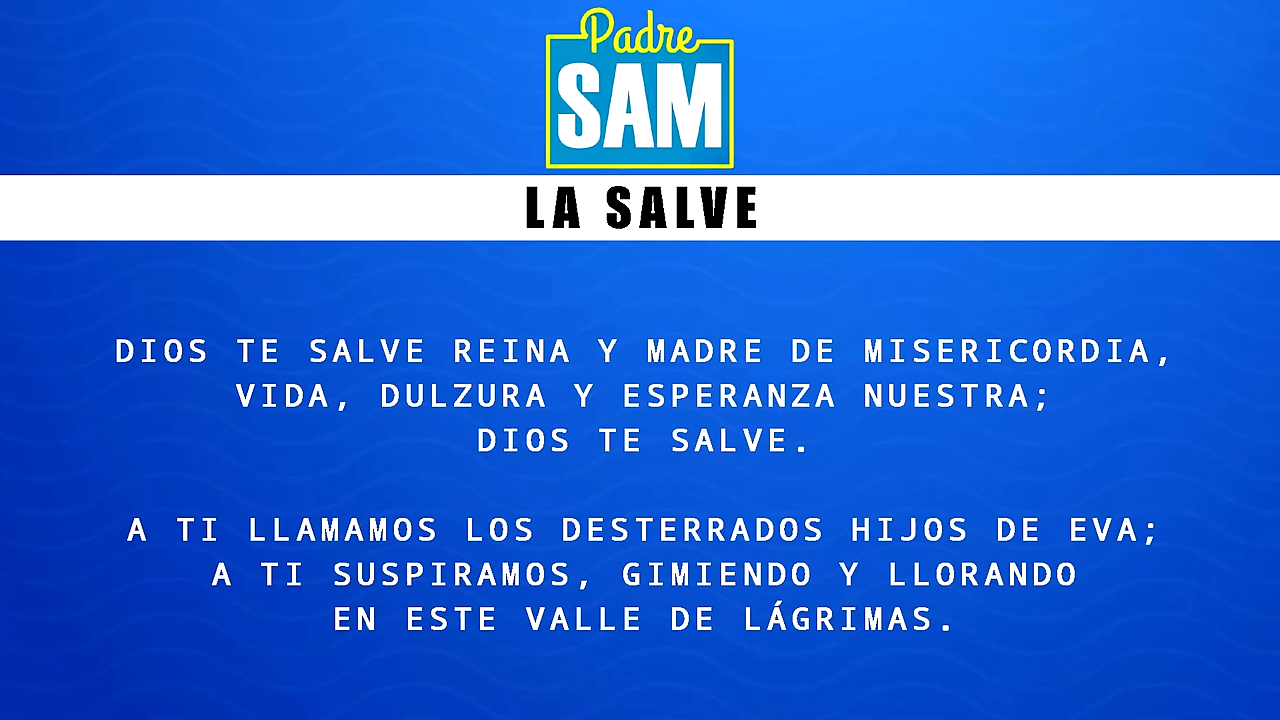 Padre
SAM
LA SALVE
DIOS TE SALVE REINA Y MADRE DE MISERICORDIA,
VIDA, DULZURA Y ESPERANZA NUESTRA;
DIOS TE SALVE.
A TI LLAMAMOS LOS DESTERRADOS HIJOS DE EVA;
A TI SUSPIRAMOS, GIMIENDO Y LLORANDO
EN ESTE VALLE DE LÁGRIMAS.